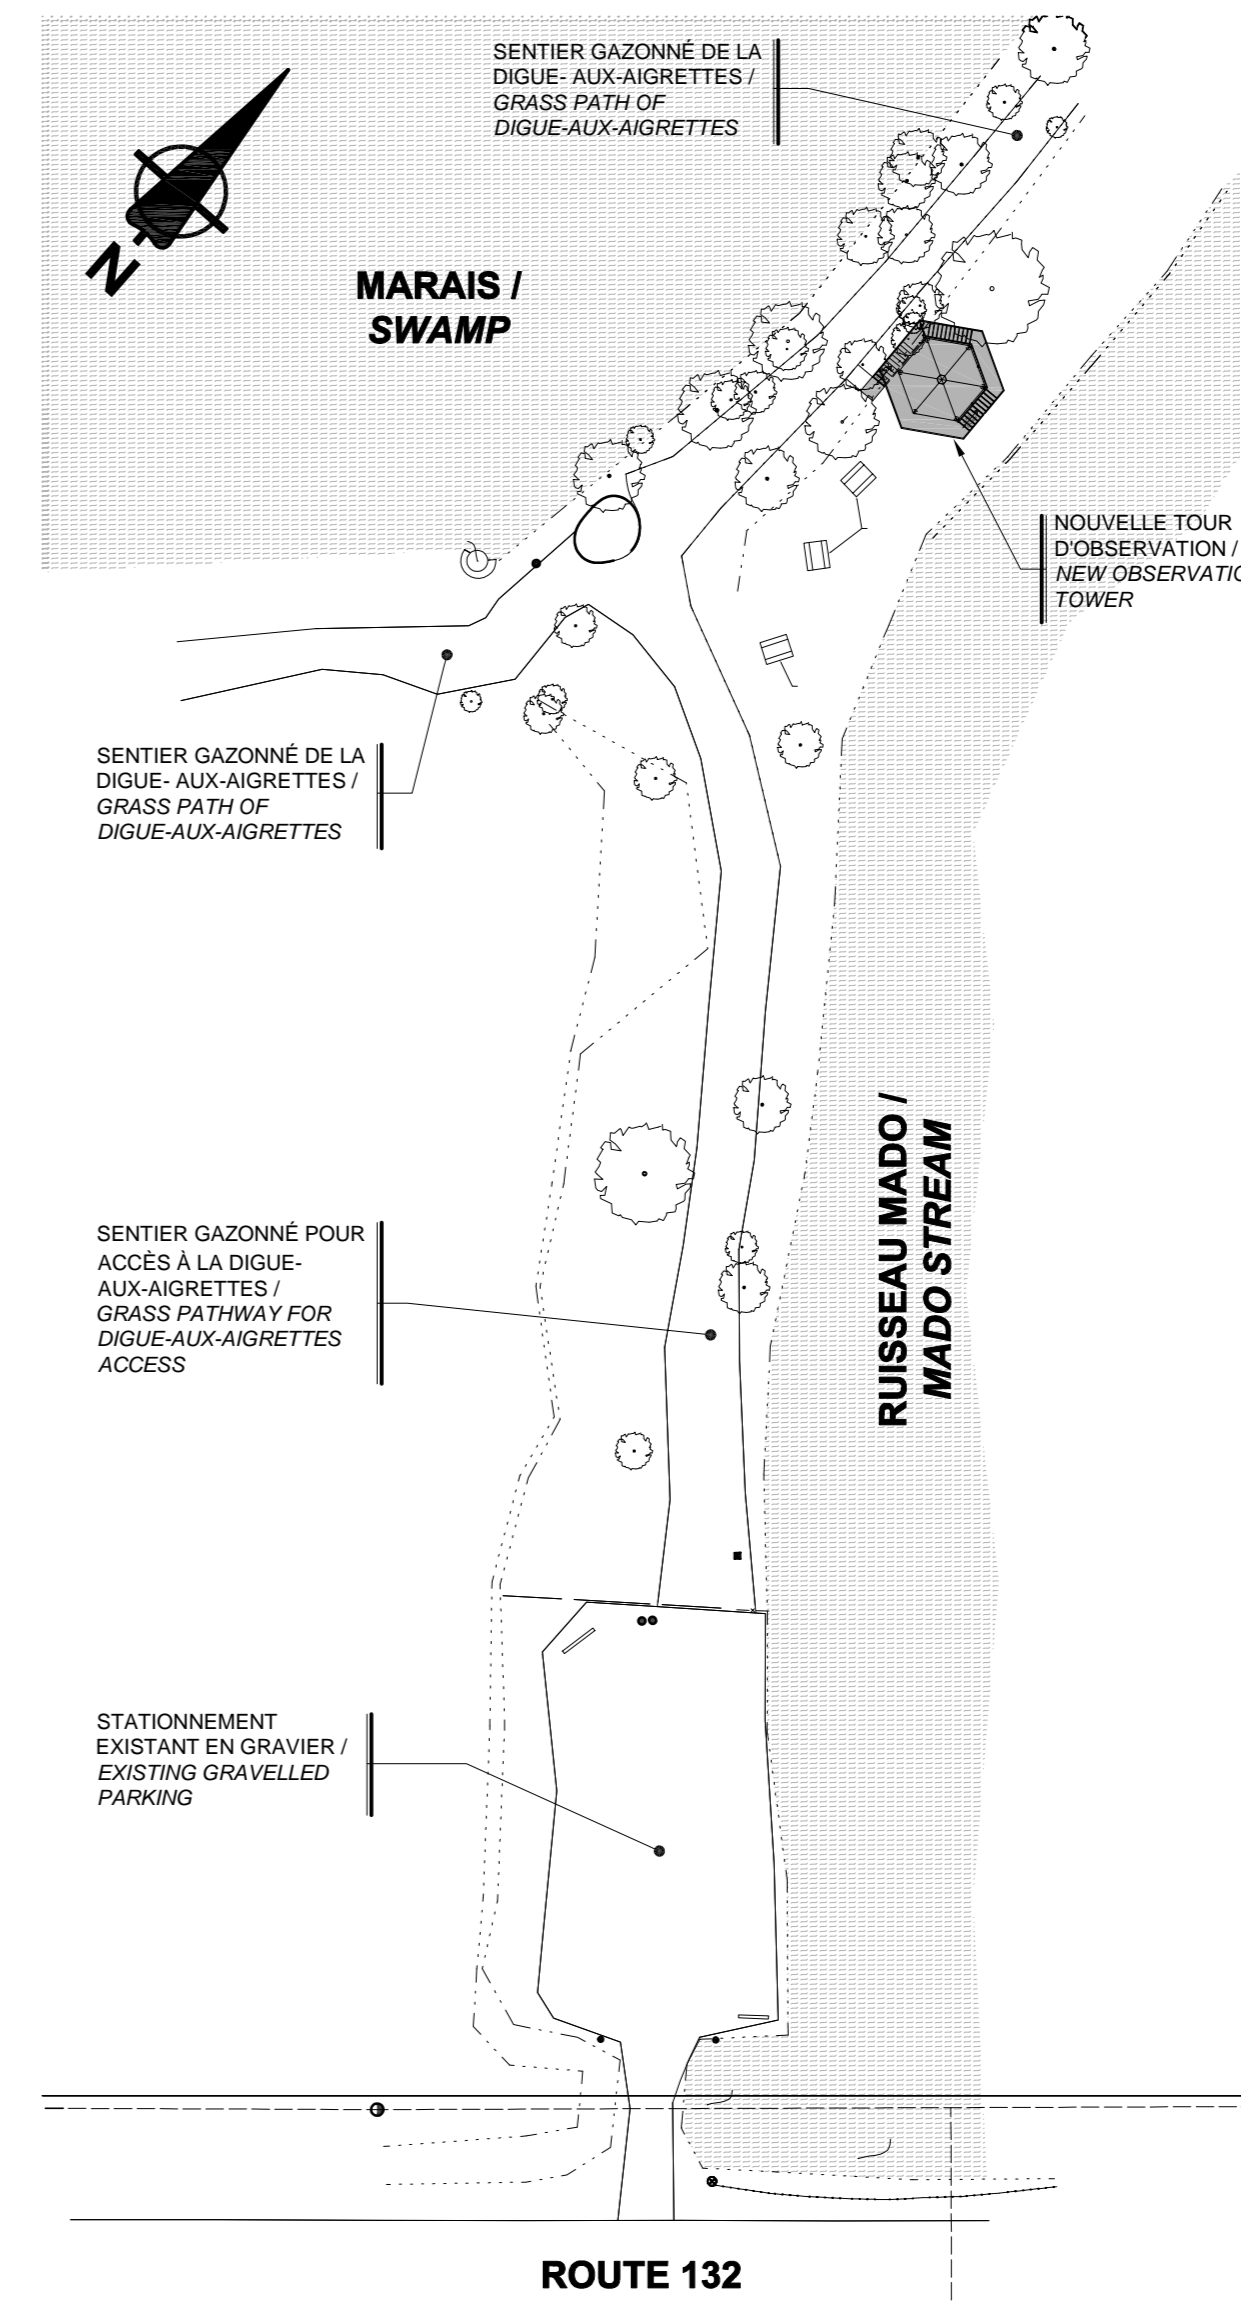 SENTIER GAZONNÉ DE LA
DIGUE- AUX-AIGRETTES /
GRASS PATH OF
DIGUE-AUX-AIGRETTES
N
MARAIS /
SWAMP
NOUVELLE TOUR
D'OBSERVATION /
NEW OBSERVATIO
TOWER
SENTIER GAZONNÉ DE LA
DIGUE- AUX-AIGRETTES /
GRASS PATH OF
DIGUE-AUX-AIGRETTES
RUISSEAU MADO /
MADO STREAM
SENTIER GAZONNÉ POUR
ACCÈS À LA DIGUE-
AUX-AIGRETTES /
GRASS PATHWAY FOR
DIGUE-AUX-AIGRETTES
ACCESS
STATIONNEMENT
EXISTANT EN GRAVIER /
EXISTING GRAVELLED
PARKING
ROUTE 132